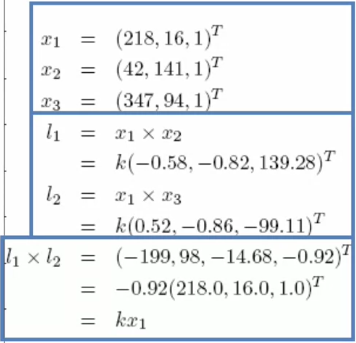 x₁ = (218, 16, 1)ᵀ
x₂ = (42, 141, 1)ᵀ
x₃ = (347, 94, 1)ᵀ
l₁ = x₁ × x₂
= k(−0.58, −0.82, 139.28)ᵀ
l₂ = x₁ × x₃
= k(0.52, −0.86, −99.11)ᵀ
l₁ × l₂ = (−199, 98, −14.68, −0.92)ᵀ
= −0.92(218.0, 16.0, 1.0)ᵀ
= kx₁